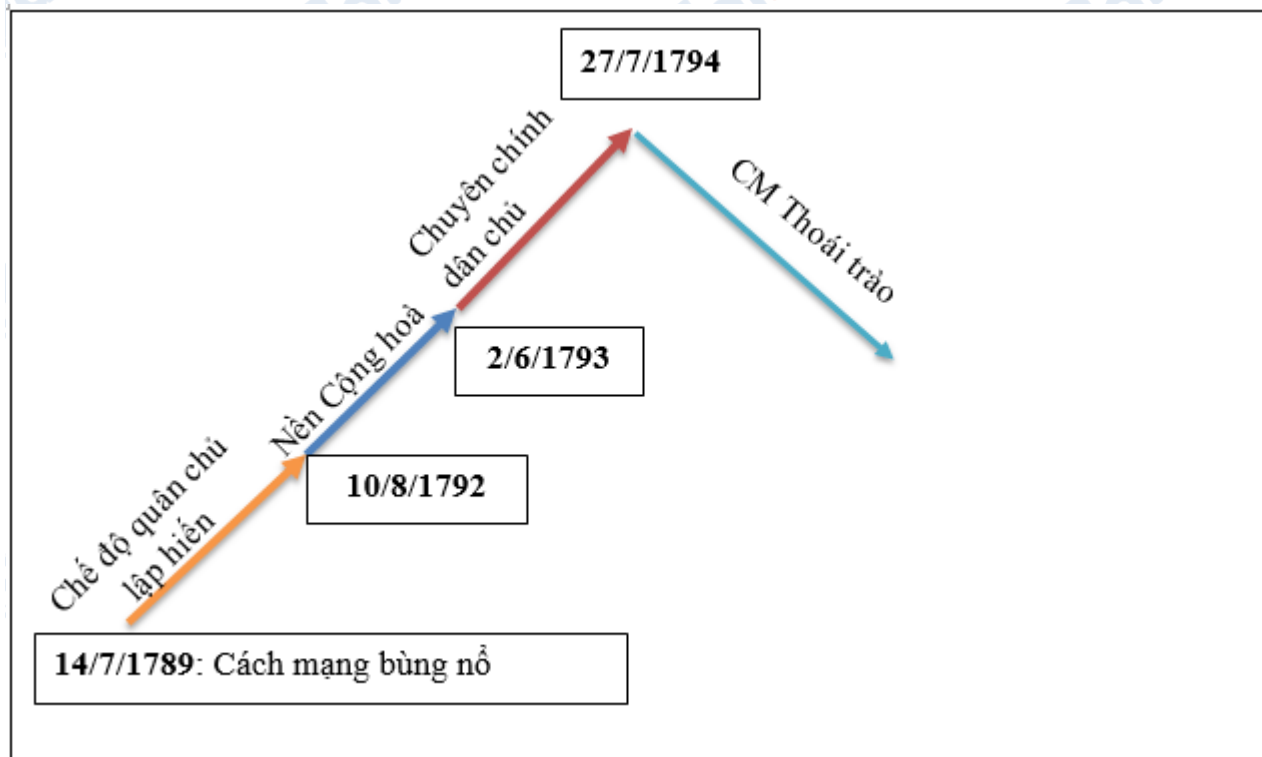 27/7/1794
Chuyên chính
dân chủ
CM Thoái trảo
Nền Cộng hoà
2/6/1793
Chế độ quân chủ
lập hiến
10/8/1792
14/7/1789: Cách mạng bùng nổ